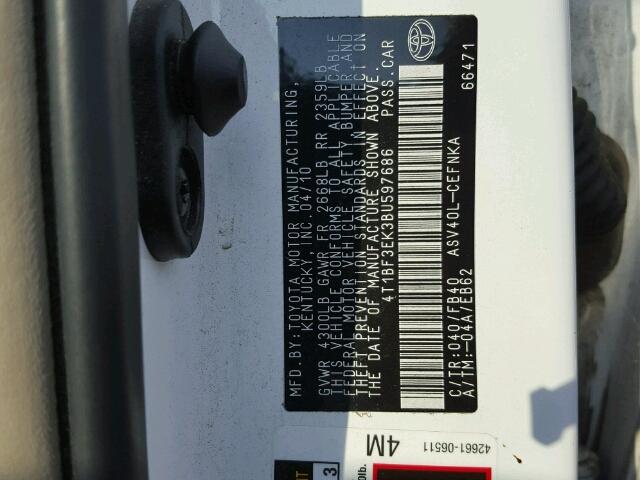 MFD.BY:TOYOTA MOTOR MANUFACTURING,
KENTUCKY, INC.04/10
GVWR 4300LB GAWR FR 2668LB RR 2359LB
THIS VEHICLE CONFORMS TO ALL APPLICABLE
FEDERAL MOTOR VEHICLE SAFETY, BUMPER, AND
THEFT PREVENTION STANDARDS IN EFFECT ON
THE DATE OF MANUFACTURE SHOWN ABOVE.
4T1BF3EK3BU597686 PASS.CAR
C/TR:040/FB40 ASV40L-CEFNKA 66471
A/TM:-04A/EB62
42661-06511
4M
3